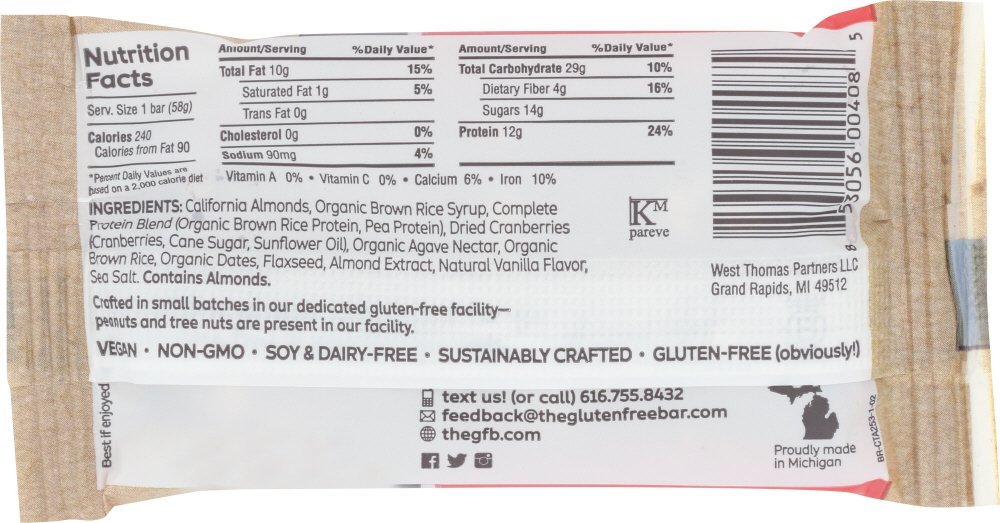 Nutrition
Facts
Serv. Size 1 bar (58g)
Calories 240
Calories from Fat 90
*Percent Daily Values are
based on a 2,000 calorie diet
Amount/Serving %Daily Value*
Total Fat 10g 15%
Saturated Fat 1g 5%
Trans Fat 0g
Cholesterol 0g 0%
Sodium 90mg 4%
Amount/Serving %Daily Value*
Total Carbohydrate 29g 10%
Dietary Fiber 4g 16%
Sugars 14g
Protein 12g 24%
Vitamin A 0% • Vitamin C 0% • Calcium 6% • Iron 10%
INGREDIENTS: California Almonds, Organic Brown Rice Syrup, Complete
Protein Blend (Organic Brown Rice Protein, Pea Protein), Dried Cranberries
(Cranberries, Cane Sugar, Sunflower Oil), Organic Agave Nectar, Organic
Brown Rice, Organic Dates, Flaxseed, Almond Extract, Natural Vanilla Flavor,
Sea Salt. Contains Almonds.
KM
pareve
8 53056 00408 5
West Thomas Partners LLC
Grand Rapids, MI 49512
Crafted in small batches in our dedicated gluten-free facility—
peanuts and tree nuts are present in our facility.
VEGAN • NON-GMO • SOY & DAIRY-FREE • SUSTAINABLY CRAFTED • GLUTEN-FREE (obviously!)
Best if enjoyed
text us! (or call) 616.755.8432
feedback@theglutenfreebar.com
thegfb.com
Proudly made
in Michigan
BR-CTA253-1-02